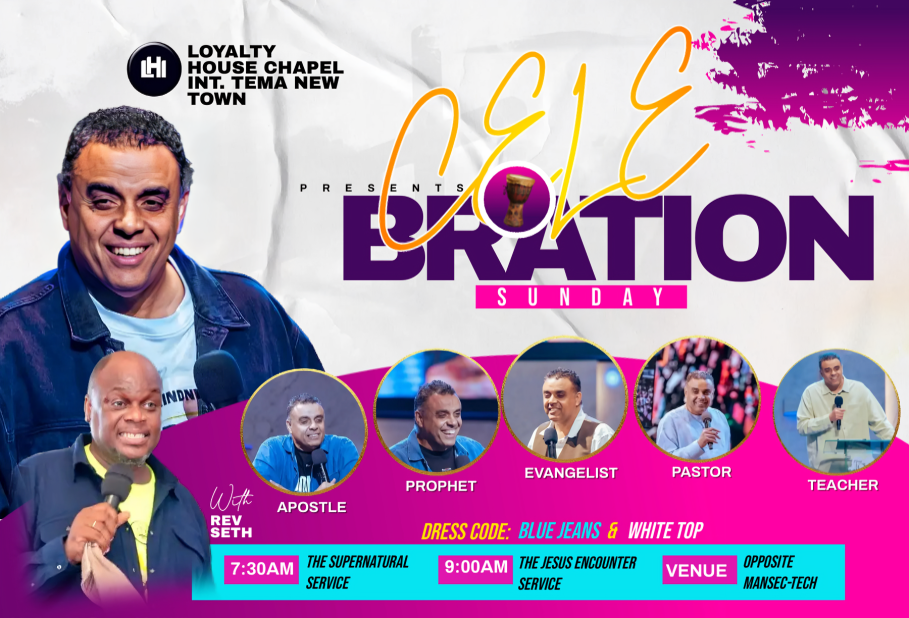 LHI
LOYALTY
HOUSE CHAPEL
INT. TEMA NEW
TOWN
PRESENTS
CELE
BRATION
SUNDAY
APOSTLE
PROPHET
EVANGELIST
PASTOR
TEACHER
With
REV
SETH
DRESS CODE: BLUE JEANS & WHITE TOP
7:30AM THE SUPERNATURAL
SERVICE
9:00AM THE JESUS ENCOUNTER
SERVICE
VENUE OPPOSITE
MANSEC-TECH